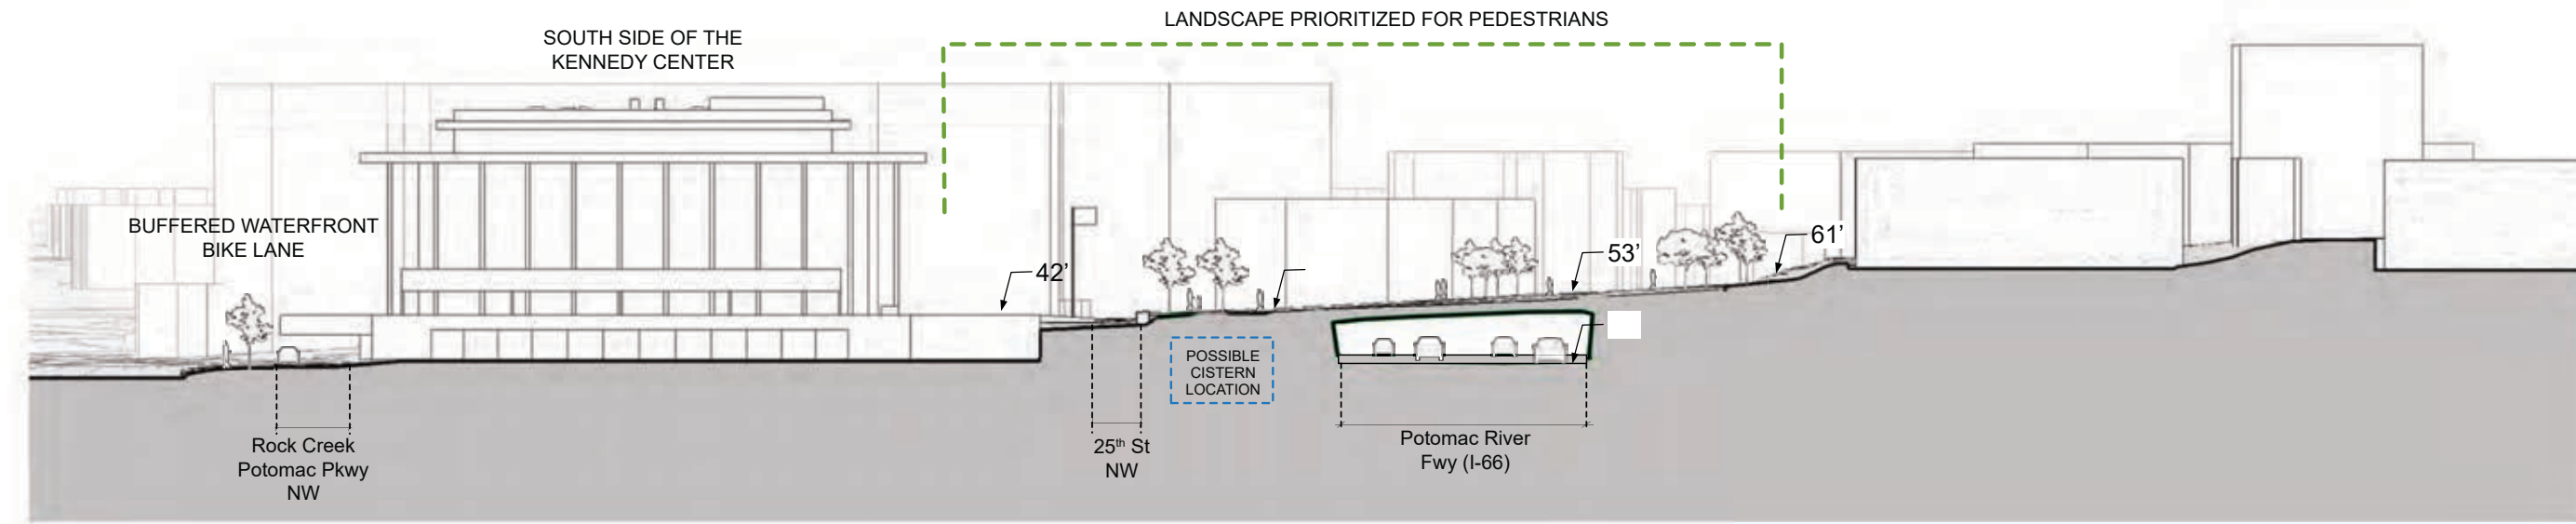 LANDSCAPE PRIORITIZED FOR PEDESTRIANS
SOUTH SIDE OF THE
KENNEDY CENTER
BUFFERED WATERFRONT
BIKE LANE
42’
53’
61’
POSSIBLE
CISTERN
LOCATION
Rock Creek
Potomac Pkwy
NW
25th St
NW
Potomac River
Fwy (I-66)